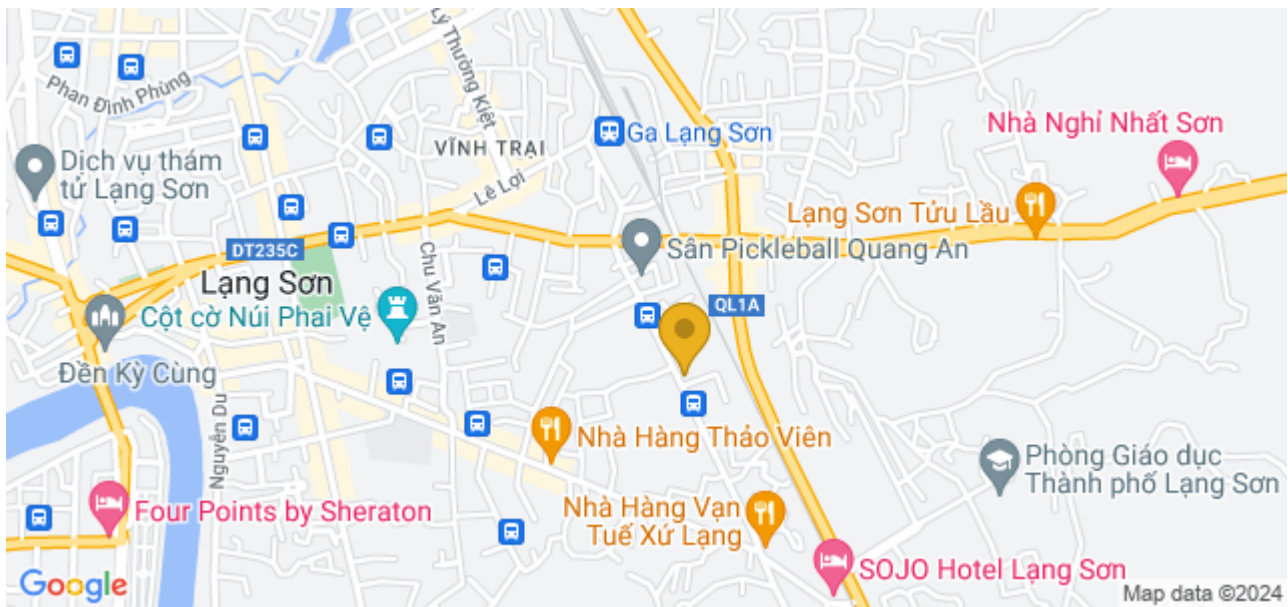 Phan Đình Phùng
Lý Thường Kiệt
VĨNH TRẠI
Ga Lạng Sơn
Nhà Nghỉ Nhất Sơn
Dịch vụ thám
tử Lạng Sơn
Lê Lợi
Lạng Sơn Tửu Lầu
DT235C
Sân Pickleball Quang An
Lạng Sơn
Chu Văn An
QL1A
Cột cờ Núi Phai Vệ
Đền Kỳ Cùng
Nguyễn Du
Nhà Hàng Thảo Viên
Phòng Giáo dục
Thành phố Lạng Sơn
Four Points by Sheraton
Nhà Hàng Vạn
Tuế Xứ Lạng
SOJO Hotel Lạng Sơn
Google
Map data ©2024